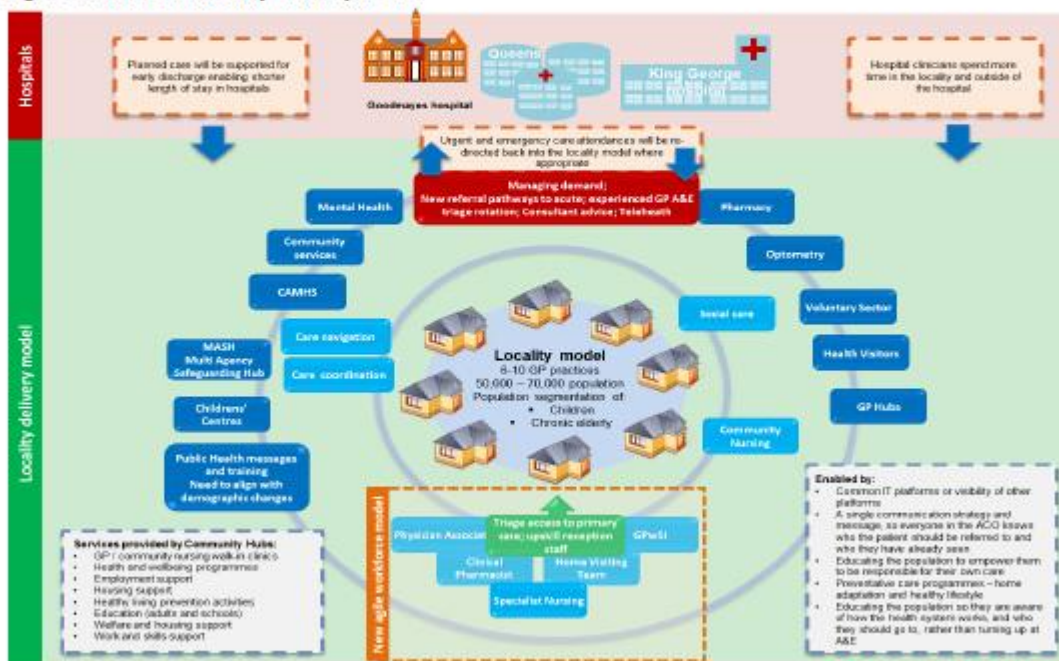 Hospitals
Planned care will be supported for
early discharge enabling shorter
length of stay in hospitals
Goodmayes hospital
Queens
King George
hospital
Hospital clinicians spend more
time in the locality and outside of
the hospital
Urgent and emergency care attendances will be re-
directed back into the locality model where
appropriate
Locality delivery model
Managing demand;
New referral pathways to acute; experienced GP A&E
triage rotation; Consultant advise; Telehealth
Mental Health
Community
services
CAMHS
Care navigation
Care coordination
MASH
Multi Agency
Safeguarding Hub
Childrens'
Centres
Public Health messages
and training
Need to align with
demographic changes
Pharmacy
Optometry
Social care
Voluntary Sector
Health Visitors
GP Hubs
Community
Nursing
Locality model
6-10 GP practices
50,000 – 70,000 population
Population segmentation of
• Children
• Chronic elderly
New agile workforce model
Triage access to primary
care; upskill reception
staff
Physician Associate
GPwSI
Clinical
Pharmacist
Home Visiting
Team
Specialist Nursing
Services provided by Community Hubs:
• GP / community nursing walk-in clinics
• Health and wellbeing programmes
• Employment support
• Housing support
• Healthy living prevention activities
• Education (adults and schools)
• Welfare and housing support
• Work and skills support
Enabled by:
• Common IT platforms or visibility of other
platforms
• A single communication strategy and
message, so everyone in the ACO knows
who the patient should be referred to and
who they have already seen
• Educating the population to empower them
to be responsible for their own care
• Preventative care programmes – home
adaptation and healthy lifestyle
• Educating the population so they are aware
of how the health system works, and who
they should go to, rather than turning up at
A&E